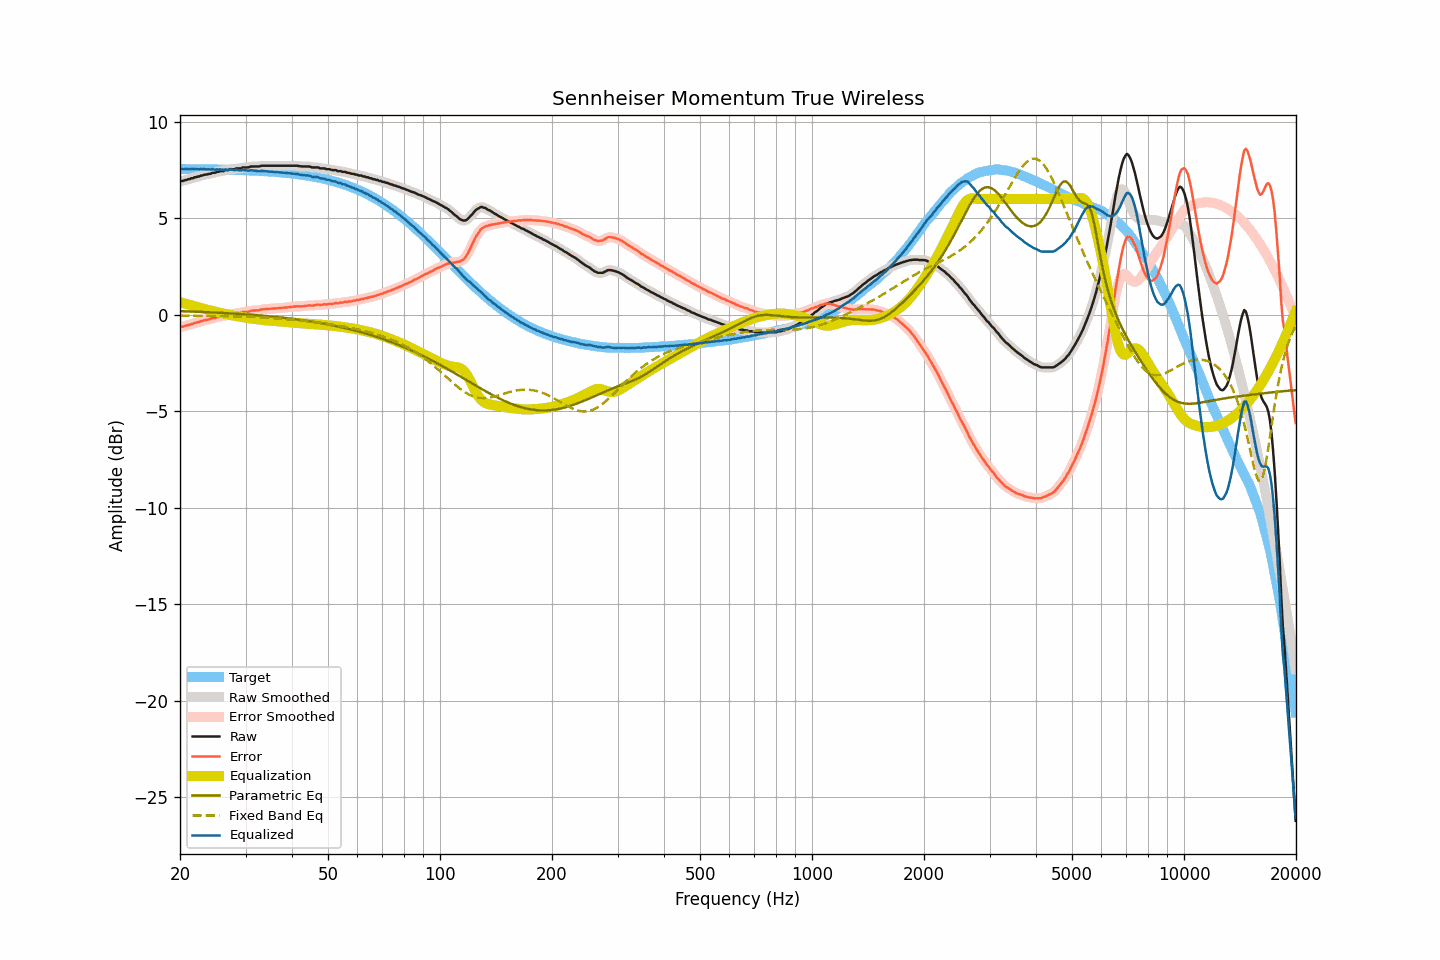 Sennheiser Momentum True Wireless
10
5
0
−5
−10
−15
−20
−25
Amplitude (dBr)
Target
Raw Smoothed
Error Smoothed
Raw
Error
Equalization
Parametric Eq
Fixed Band Eq
Equalized
20 50 100 200 500 1000 2000 5000 10000 20000
Frequency (Hz)